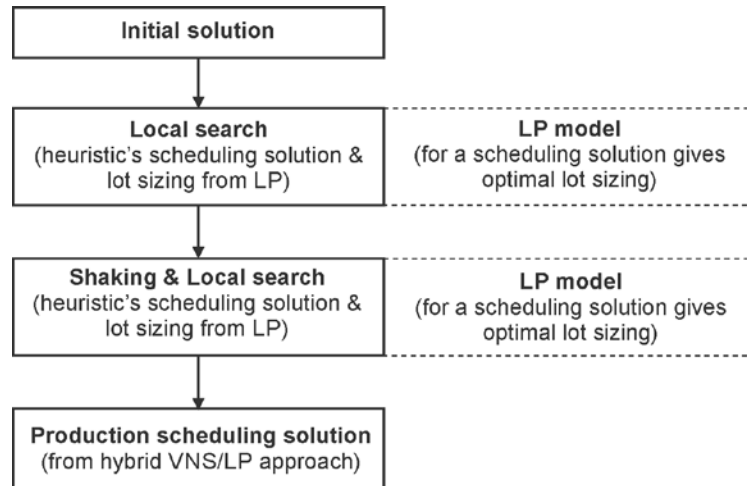 Initial solution
Local search
(heuristic's scheduling solution &
lot sizing from LP)
LP model
(for a scheduling solution gives
optimal lot sizing)
Shaking & Local search
(heuristic's scheduling solution &
lot sizing from LP)
LP model
(for a scheduling solution gives
optimal lot sizing)
Production scheduling solution
(from hybrid VNS/LP approach)